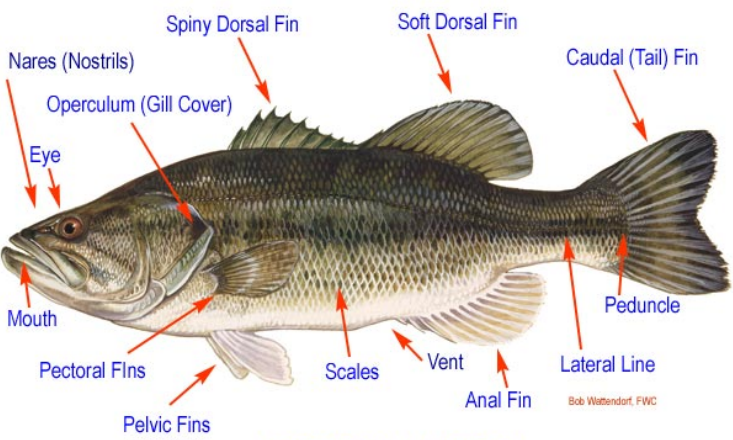 Spiny Dorsal Fin
Soft Dorsal Fin
Nares (Nostrils)
Caudal (Tail) Fin
Operculum (Gill Cover)
Eye
Mouth
Peduncle
Pectoral FIns
Scales
Vent
Lateral Line
Anal Fin
Bob Wattendorf, FWC
Pelvic Fins